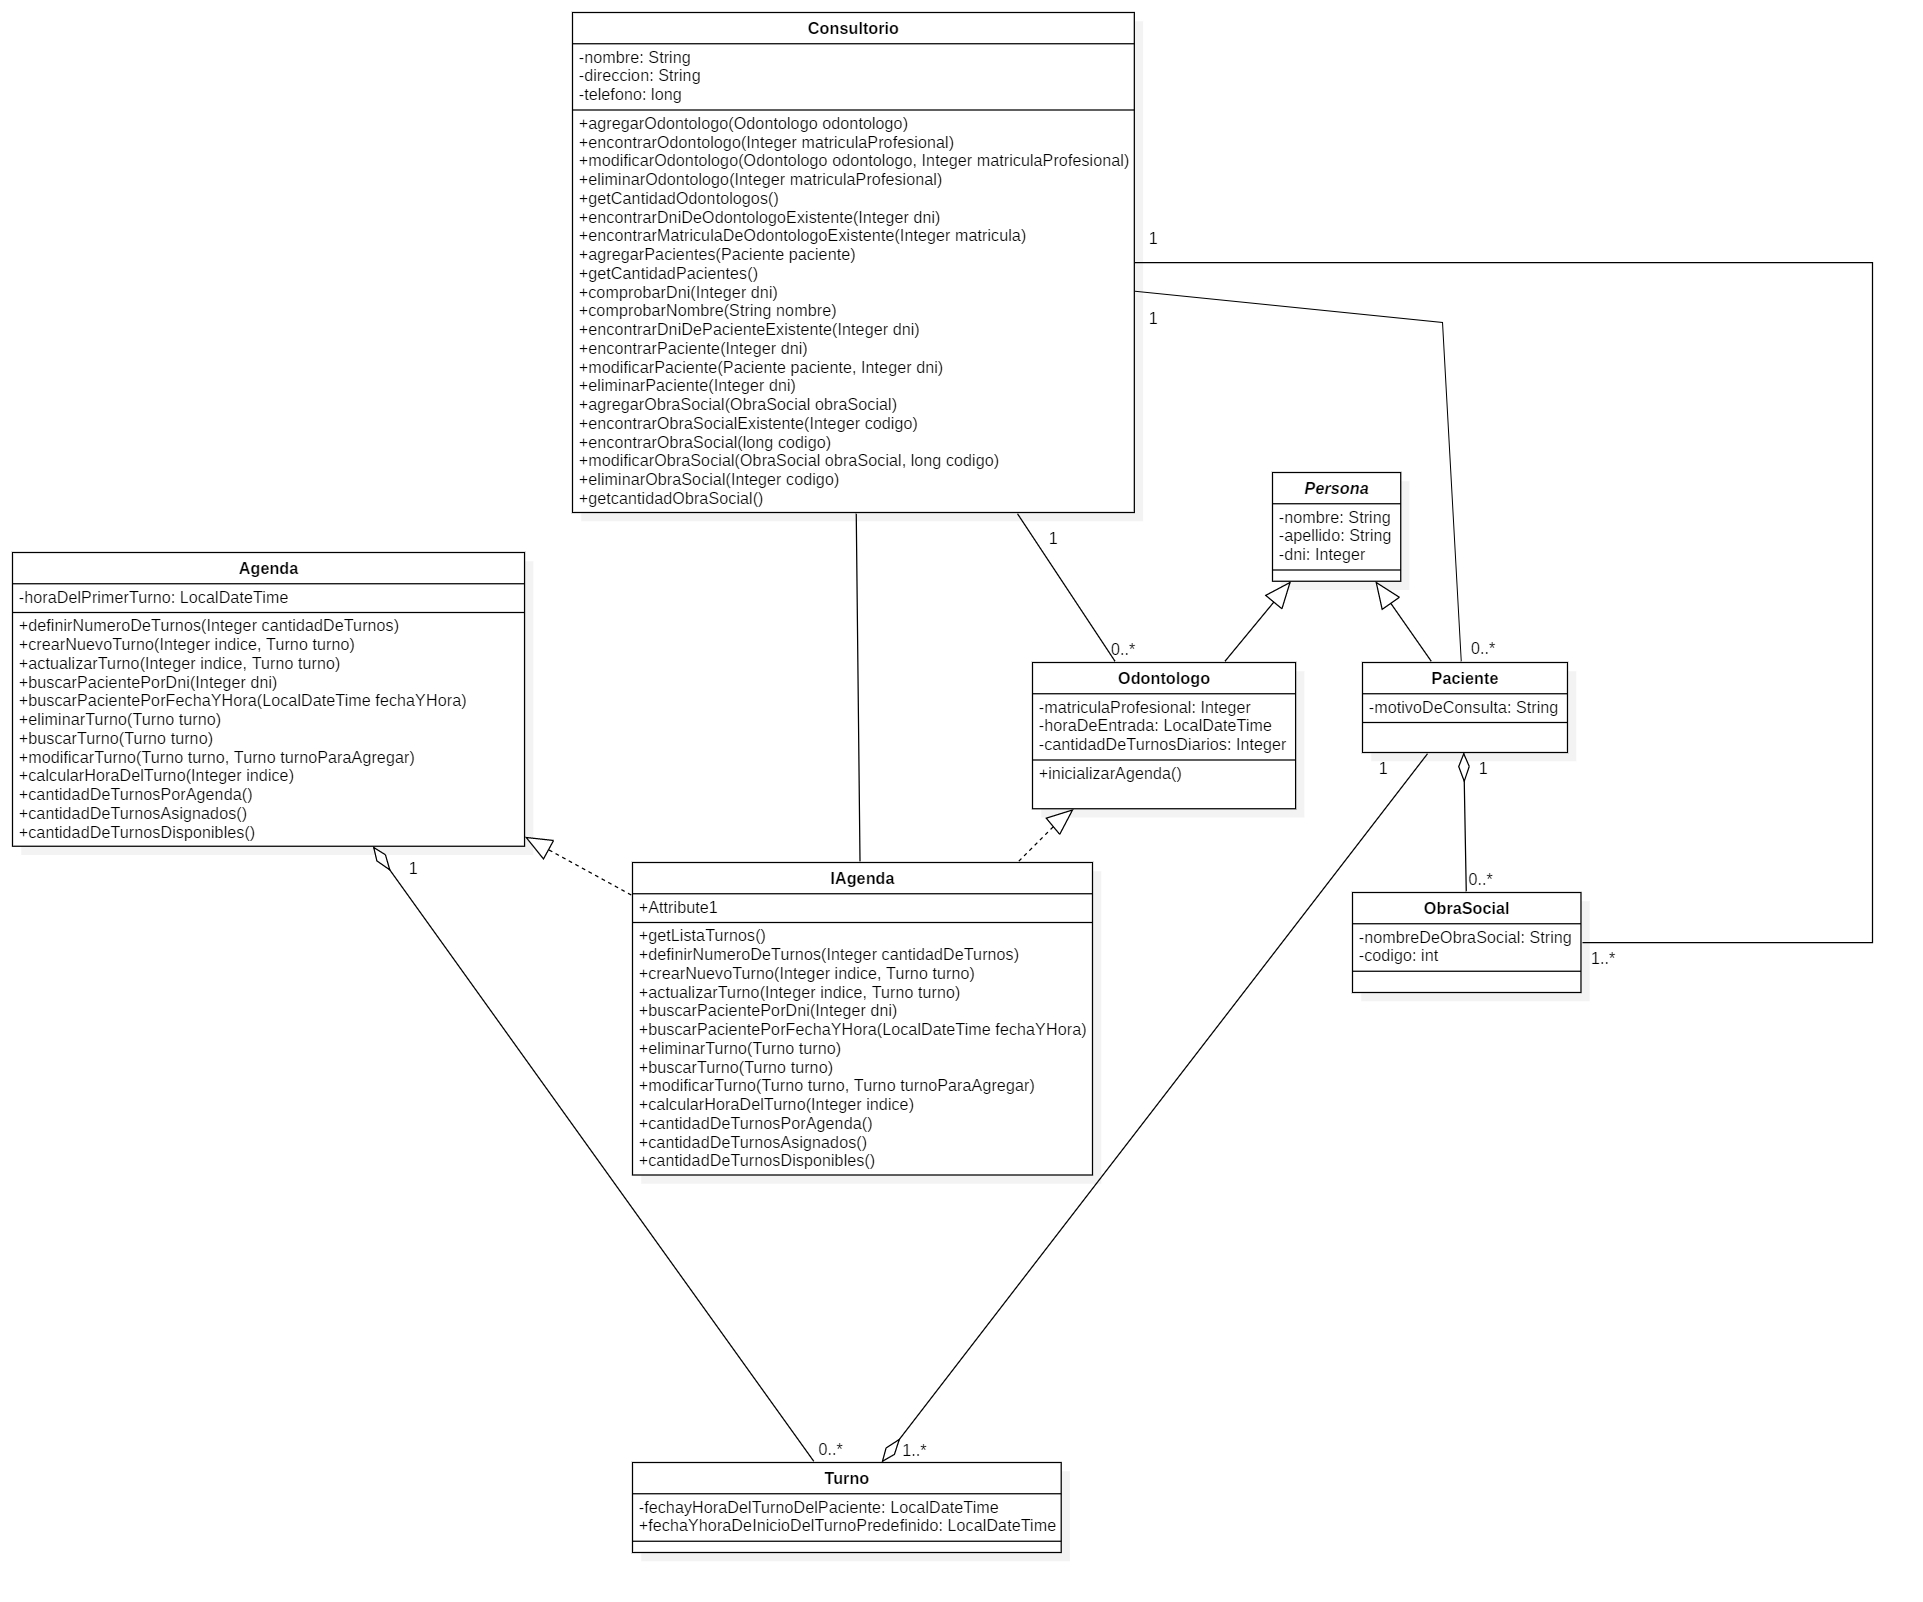 Consultorio
-nombre: String
-direccion: String
-telefono: long
+agregarOdontologo(Odontologo odontologo)
+encontrarOdontologo(Integer matriculaProfesional)
+modificarOdontologo(Odontologo odontologo, Integer matriculaProfesional)
+eliminarOdontologo(Integer matriculaProfesional)
+getCantidadOdontologos()
+encontrarDniDeOdontologoExistente(Integer dni)
+encontrarMatriculaDeOdontologoExistente(Integer matricula)
+agregarPacientes(Paciente paciente)
+getCantidadPacientes()
+comprobarDni(Integer dni)
+comprobarNombre(String nombre)
+encontrarDniDePacienteExistente(Integer dni)
+encontrarPaciente(Integer dni)
+modificarPaciente(Paciente paciente, Integer dni)
+eliminarPaciente(Integer dni)
+agregarObraSocial(ObraSocial obraSocial)
+encontrarObraSocialExistente(Integer codigo)
+encontrarObraSocial(long codigo)
+modificarObraSocial(ObraSocial obraSocial, long codigo)
+eliminarObraSocial(Integer codigo)
+getcantidadObraSocial()
1
1
1
Persona
-nombre: String
-apellido: String
-dni: Integer
Agenda
-horaDelPrimerTurno: LocalDateTime
+definirNumeroDeTurnos(Integer cantidadDeTurnos)
+crearNuevoTurno(Integer indice, Turno turno)
+actualizarTurno(Integer indice, Turno turno)
+buscarPacientePorDni(Integer dni)
+buscarPacientePorFechaYHora(LocalDateTime fechaYHora)
+eliminarTurno(Turno turno)
+buscarTurno(Turno turno)
+modificarTurno(Turno turno, Turno turnoParaAgregar)
+calcularHoraDelTurno(Integer indice)
+cantidadDeTurnosPorAgenda()
+cantidadDeTurnosAsignados()
+cantidadDeTurnosDisponibles()
1
0..*
Odontologo
-matriculaProfesional: Integer
-horaDeEntrada: LocalDateTime
-cantidadDeTurnosDiarios: Integer
+inicializarAgenda()
0..*
Paciente
-motivoDeConsulta: String
1
1
IAgenda
+Attribute1
+getListaTurnos()
+definirNumeroDeTurnos(Integer cantidadDeTurnos)
+crearNuevoTurno(Integer indice, Turno turno)
+actualizarTurno(Integer indice, Turno turno)
+buscarPacientePorDni(Integer dni)
+buscarPacientePorFechaYHora(LocalDateTime fechaYHora)
+eliminarTurno(Turno turno)
+buscarTurno(Turno turno)
+modificarTurno(Turno turno, Turno turnoParaAgregar)
+calcularHoraDelTurno(Integer indice)
+cantidadDeTurnosPorAgenda()
+cantidadDeTurnosAsignados()
+cantidadDeTurnosDisponibles()
0..*
ObraSocial
-nombreDeObraSocial: String
-codigo: int
1..*
0..*
1..*
Turno
-fechayHoraDelTurnoDelPaciente: LocalDateTime
+fechaYhoraDeInicioDelTurnoPredefinido: LocalDateTime